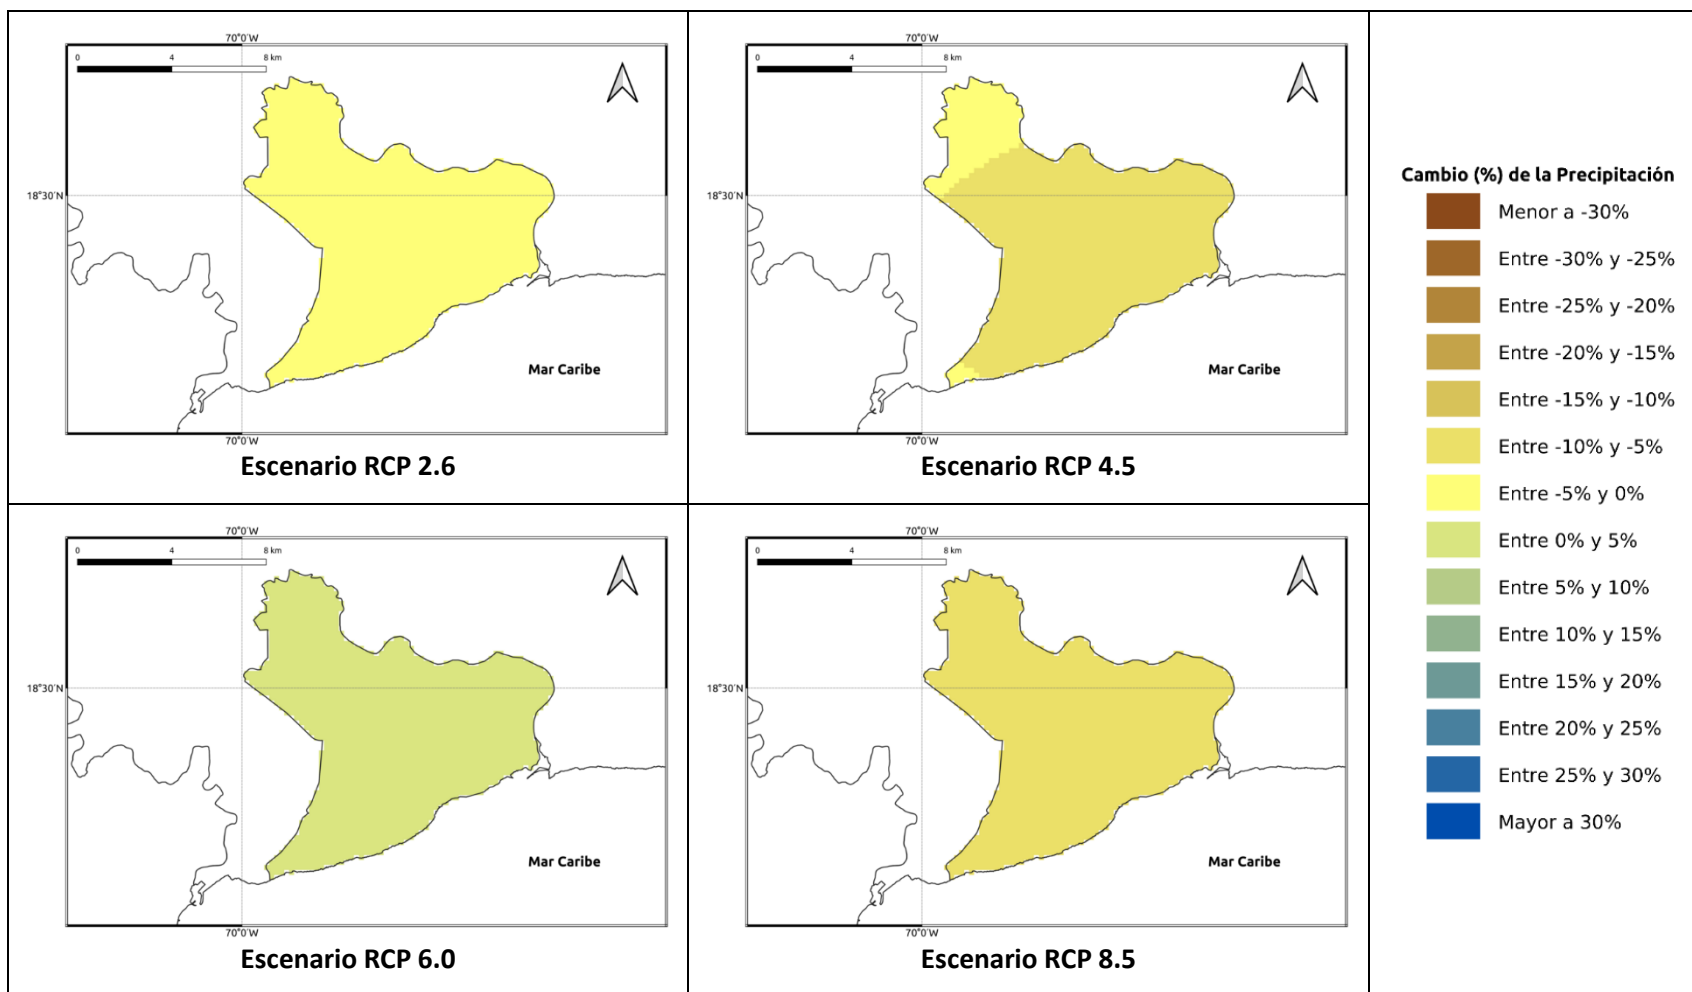 70°0'W
0 4 8 km
18°30'N
Mar Caribe
70°0'W
Escenario RCP 2.6
70°0'W
0 4 8 km
18°30'N
Mar Caribe
70°0'W
Escenario RCP 4.5
70°0'W
0 4 8 km
18°30'N
Mar Caribe
70°0'W
Escenario RCP 6.0
70°0'W
0 4 8 km
18°30'N
Mar Caribe
70°0'W
Escenario RCP 8.5
Cambio (%) de la Precipitación
Menor a -30%
Entre -30% y -25%
Entre -25% y -20%
Entre -20% y -15%
Entre -15% y -10%
Entre -10% y -5%
Entre -5% y 0%
Entre 0% y 5%
Entre 5% y 10%
Entre 10% y 15%
Entre 15% y 20%
Entre 20% y 25%
Entre 25% y 30%
Mayor a 30%